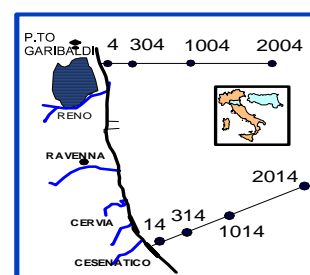 P.TO
GARIBALDI
4 304 1004 2004
RENO
RAVENNA
2014
314
14
1014
CERVIA
CESENATICO